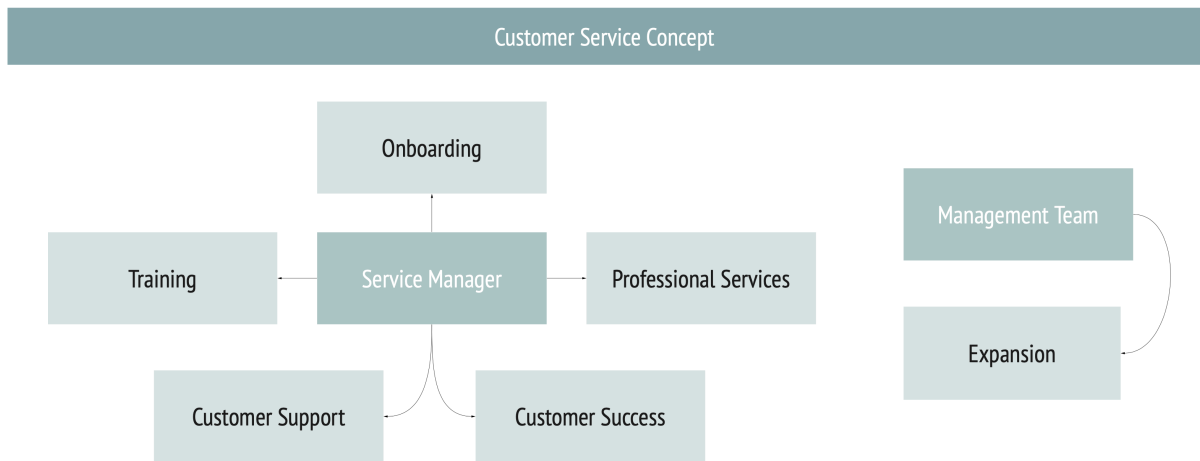 Customer Service Concept
Onboarding
Management Team
Training
Service Manager
Professional Services
Expansion
Customer Support
Customer Success